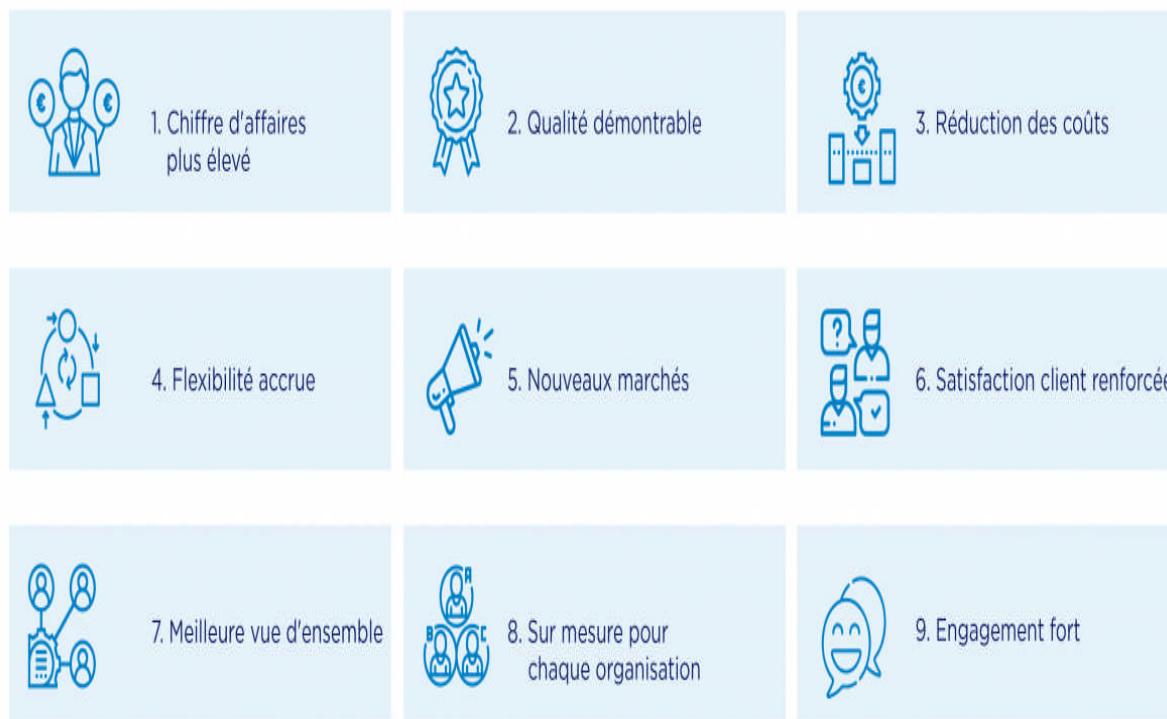 1. Chiffre d'affaires
plus élevé
2. Qualité démontrable
3. Réduction des coûts
4. Flexibilité accrue
5. Nouveaux marchés
6. Satisfaction client renforcée
7. Meilleure vue d'ensemble
8. Sur mesure pour
chaque organisation
9. Engagement fort
€
€
€
?
A
B
C